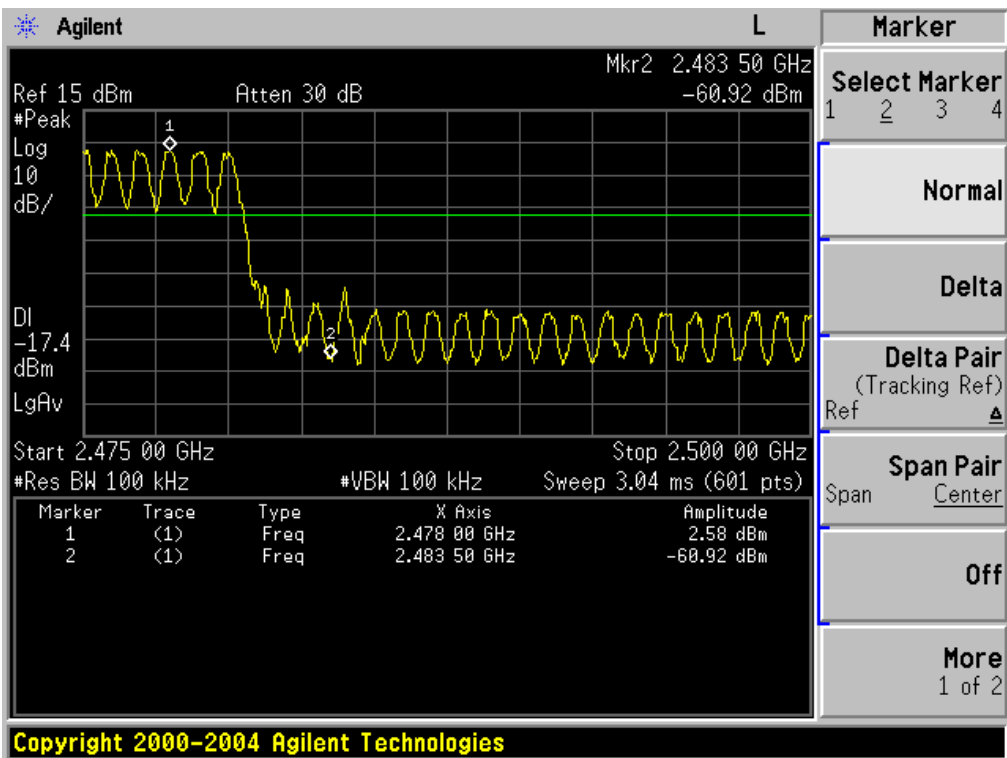 Agilent L
Mkr2 2.483 50 GHz
Ref 15 dBm Atten 30 dB -60.92 dBm
#Peak
Log
10
dB/
1
2
DI
-17.4
dBm
LgAv
Start 2.475 00 GHz Stop 2.500 00 GHz
#Res BW 100 kHz #VBW 100 kHz Sweep 3.04 ms (601 pts)
Marker Trace Type X Axis Amplitude
1 (1) Freq 2.478 00 GHz 2.58 dBm
2 (1) Freq 2.483 50 GHz -60.92 dBm
Copyright 2000-2004 Agilent Technologies
Marker
Select Marker
1 2 3 4
Normal
Delta
Delta Pair
(Tracking Ref)
Ref Δ
Span Pair
Span Center
Off
More
1 of 2